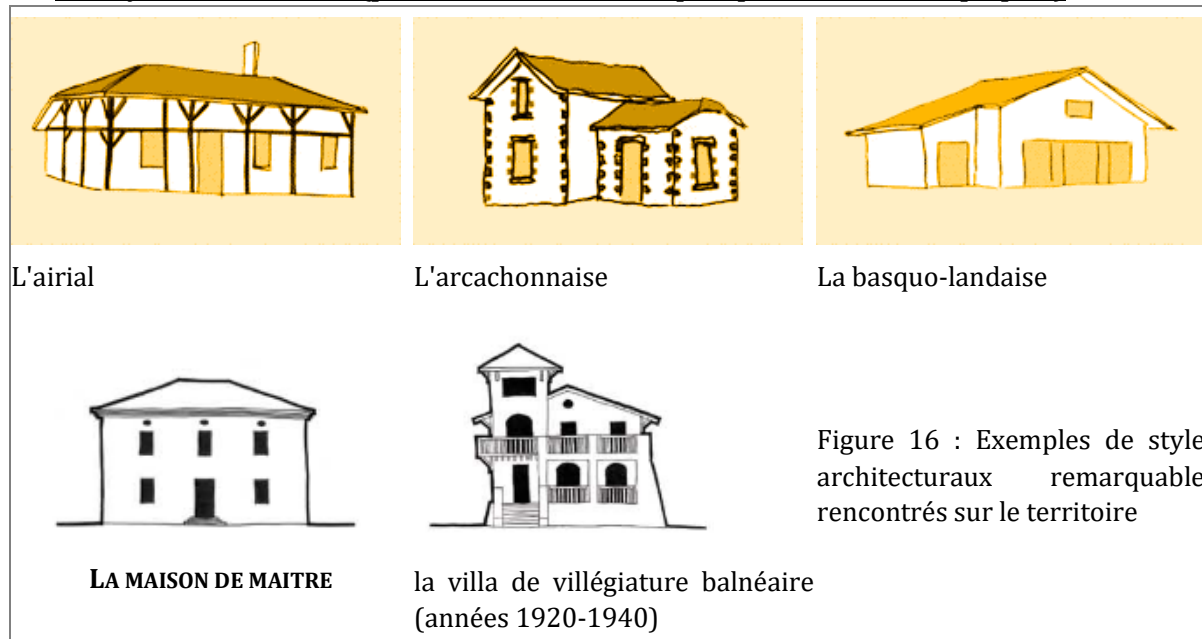 L'airial
L'arcachonnaise
La basquo-landaise
LA MAISON DE MAITRE
la villa de villégiature balnéaire
(années 1920-1940)
Figure 16 : Exemples de style
architecturaux remarquable
rencontrés sur le territoire